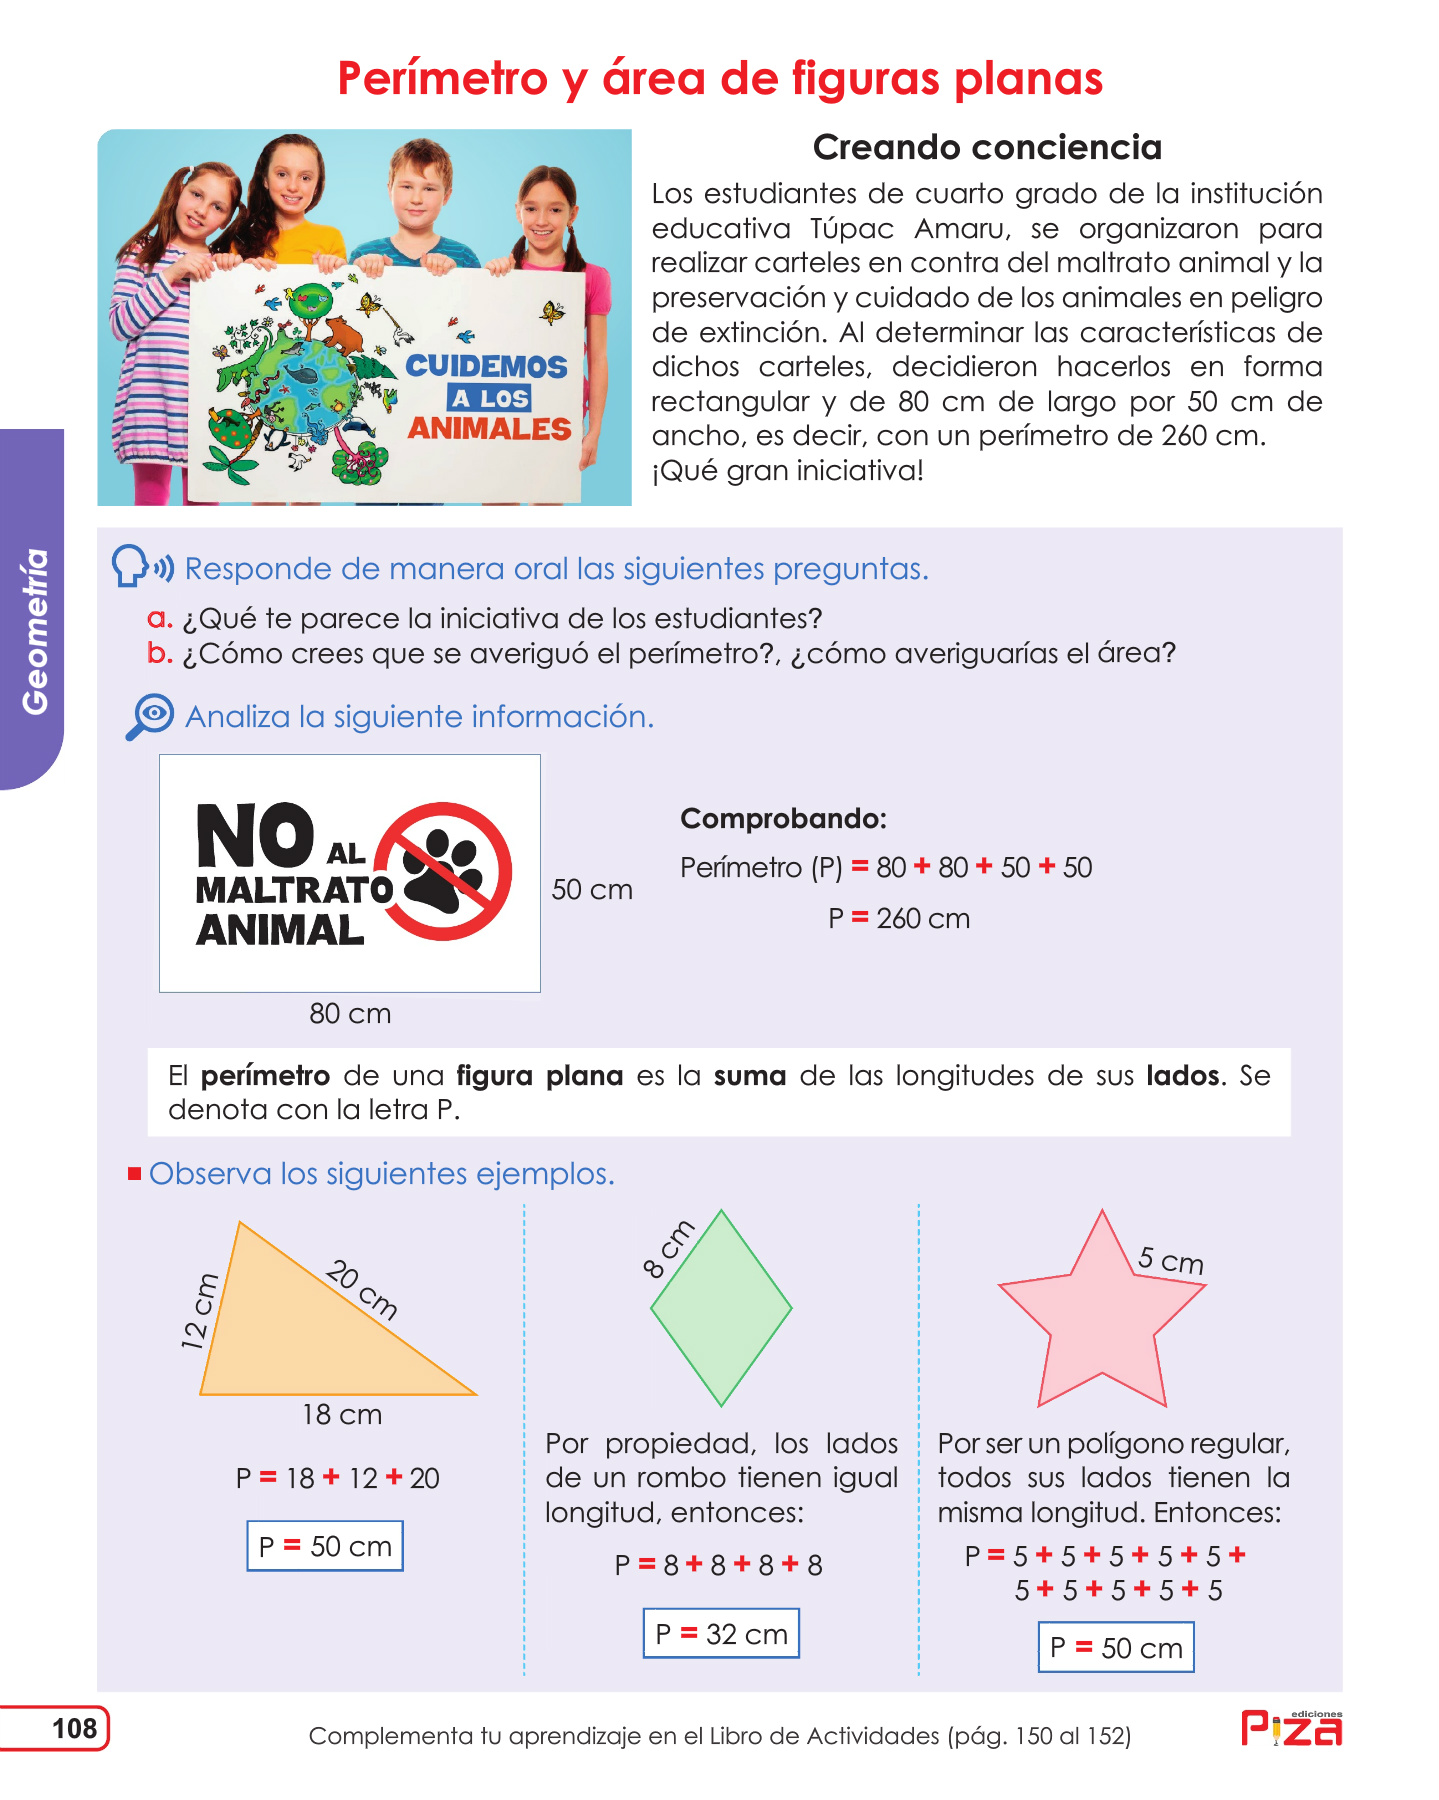 Perímetro y área de figuras planas
CUIDEMOS
A LOS
ANIMALES
Creando conciencia
Los estudiantes de cuarto grado de la institución
educativa Túpac Amaru, se organizaron para
realizar carteles en contra del maltrato animal y la
preservación y cuidado de los animales en peligro
de extinción. Al determinar las características de
dichos carteles, decidieron hacerlos en forma
rectangular y de 80 cm de largo por 50 cm de
ancho, es decir, con un perímetro de 260 cm.
¡Qué gran iniciativa!
Geometría
Responde de manera oral las siguientes preguntas.
a. ¿Qué te parece la iniciativa de los estudiantes?
b. ¿Cómo crees que se averiguó el perímetro?, ¿cómo averiguarías el área?
Analiza la siguiente información.
NO AL
MALTRATO
ANIMAL
50 cm
80 cm
Comprobando:
Perímetro (P) = 80 + 80 + 50 + 50
P = 260 cm
El perímetro de una figura plana es la suma de las longitudes de sus lados. Se
denota con la letra P.
Observa los siguientes ejemplos.
12 cm
20 cm
18 cm
P = 18 + 12 + 20
P = 50 cm
8 cm
Por propiedad, los lados
de un rombo tienen igual
longitud, entonces:
P = 8 + 8 + 8 + 8
P = 32 cm
5 cm
Por ser un polígono regular,
todos sus lados tienen la
misma longitud. Entonces:
P = 5 + 5 + 5 + 5 + 5 +
5 + 5 + 5 + 5 + 5
P = 50 cm
108
Complementa tu aprendizaje en el Libro de Actividades (pág. 150 al 152)
ediciones
Piza